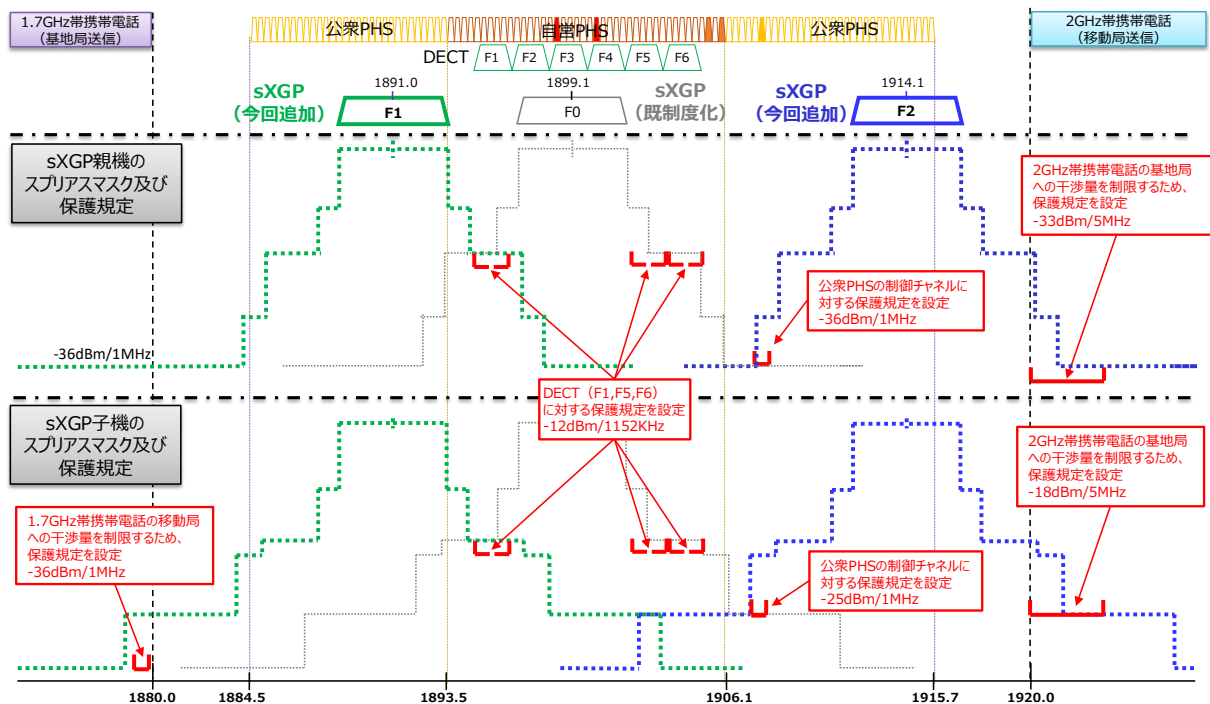 1.7GHz帯携帯電話
(基地局送信)
公衆PHS
自営PHS
公衆PHS
2GHz帯携帯電話
(移動局送信)
DECT
F1
F2
F3
F4
F5
F6
sXGP
(今回追加)
1891.0
F1
1899.1
F0
sXGP
(既制度化)
sXGP
(今回追加)
1914.1
F2
sXGP親機の
スプリアスマスク及び
保護規定
2GHz帯携帯電話の基地局
への干渉量を制限するため、
保護規定を設定
-33dBm/5MHz
公衆PHSの制御チャネルに
対する保護規定を設定
-36dBm/1MHz
-36dBm/1MHz
DECT(F1,F5,F6)
に対する保護規定を設定
-12dBm/1152KHz
sXGP子機の
スプリアスマスク及び
保護規定
2GHz帯携帯電話の基地局
への干渉量を制限するため、
保護規定を設定
-18dBm/5MHz
1.7GHz帯携帯電話の移動局
への干渉量を制限するため、
保護規定を設定
-36dBm/1MHz
公衆PHSの制御チャネルに
対する保護規定を設定
-25dBm/1MHz
1880.0
1884.5
1893.5
1906.1
1915.7
1920.0